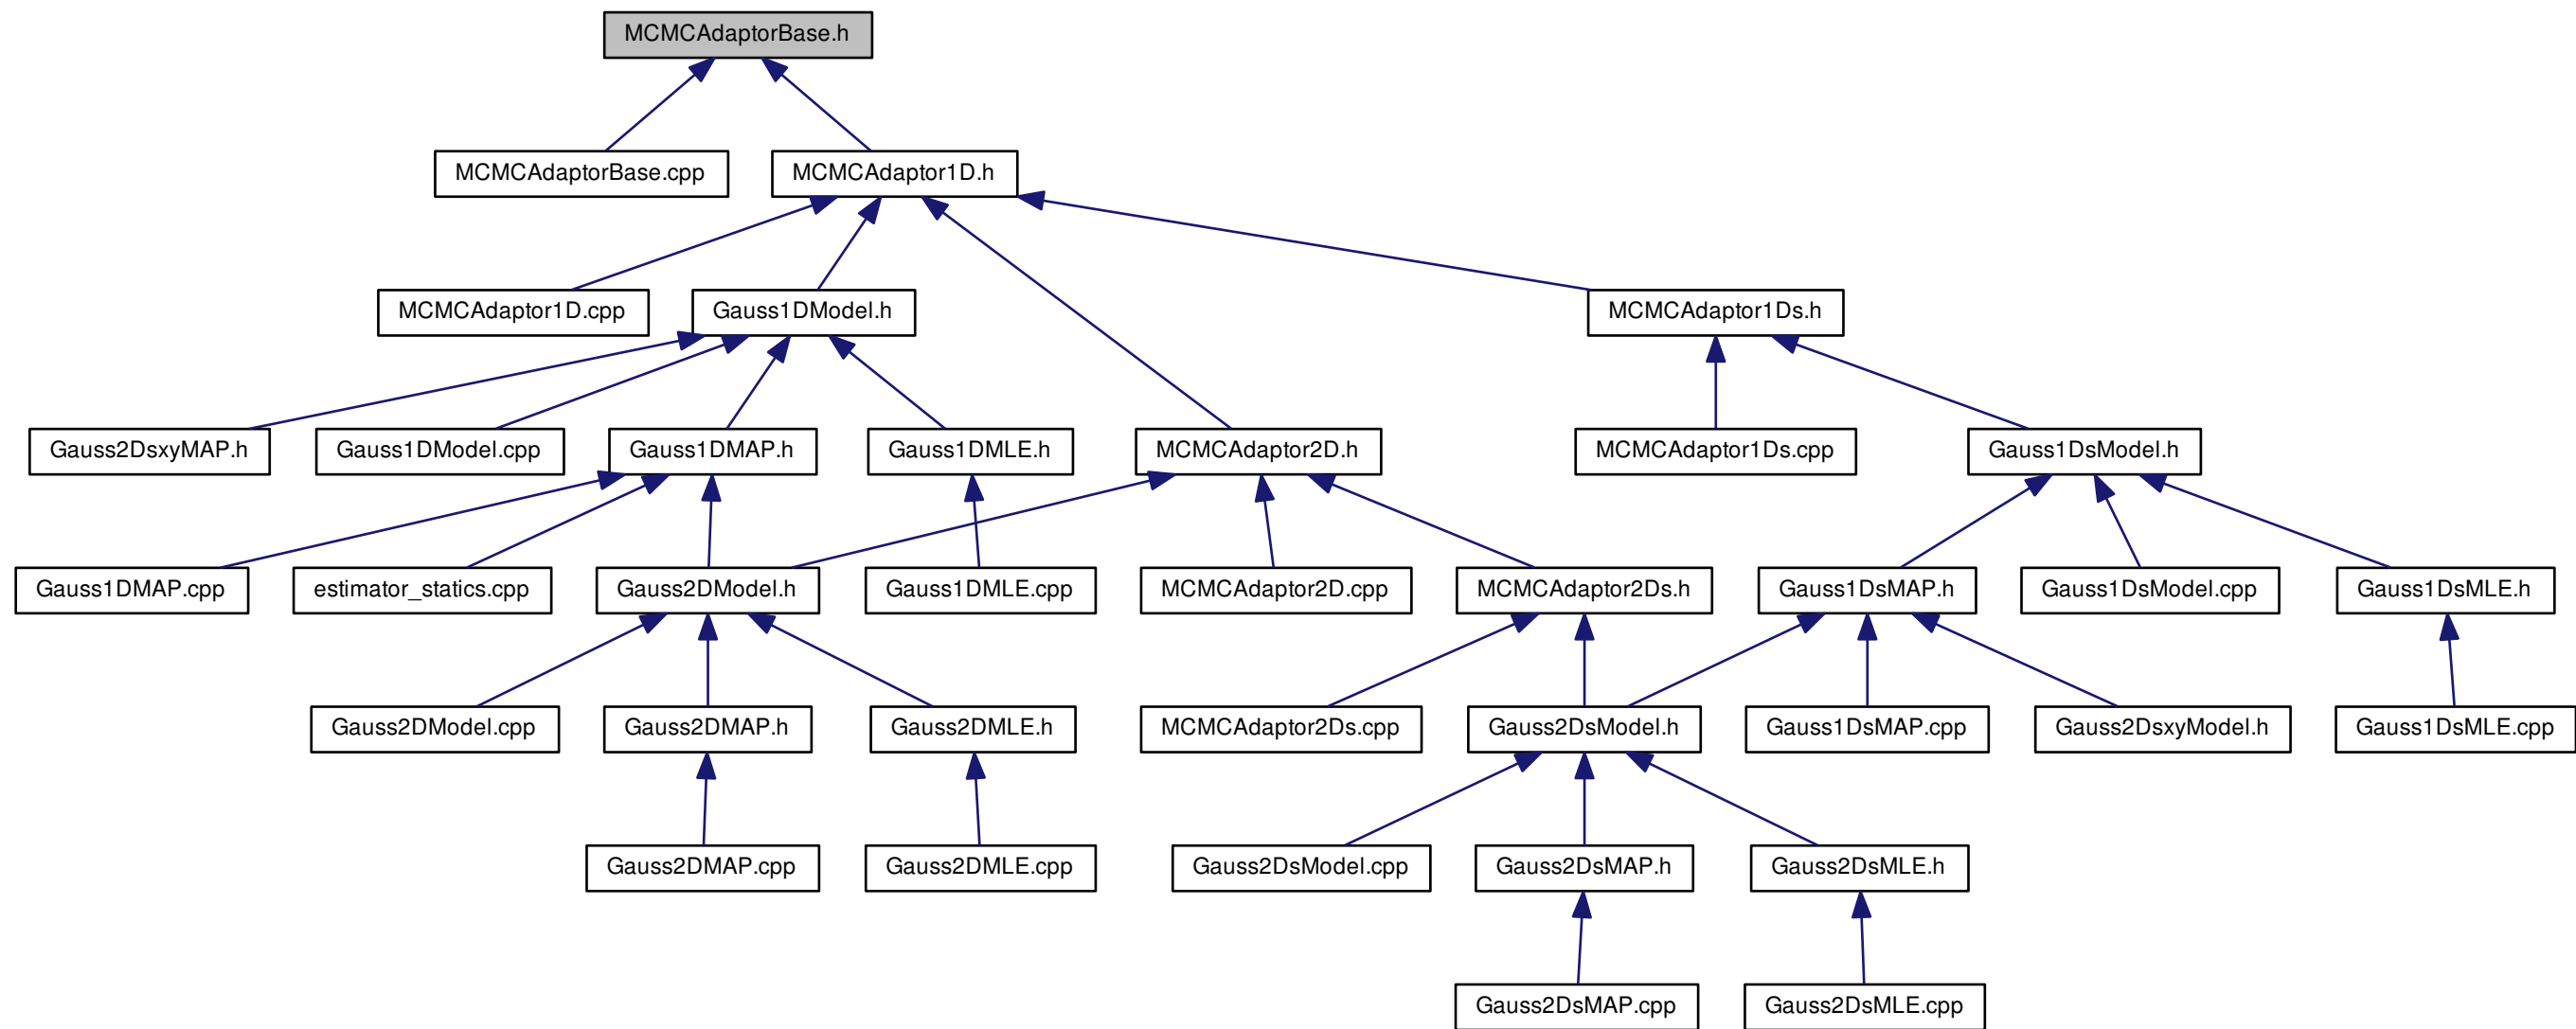 MCMCAdaptorBase.h
MCMCAdaptorBase.cpp
MCMCAdaptor1D.h
MCMCAdaptor1D.cpp
Gauss1DModel.h
MCMCAdaptor1Ds.h
Gauss2DsxyMAP.h
Gauss1DModel.cpp
Gauss1DMAP.h
Gauss1DMLE.h
MCMCAdaptor2D.h
MCMCAdaptor1Ds.cpp
Gauss1DsModel.h
Gauss1DMAP.cpp
estimator_statics.cpp
Gauss2DModel.h
Gauss1DMLE.cpp
MCMCAdaptor2D.cpp
MCMCAdaptor2Ds.h
Gauss1DsMAP.h
Gauss1DsModel.cpp
Gauss1DsMLE.h
Gauss2DModel.cpp
Gauss2DMAP.h
Gauss2DMLE.h
MCMCAdaptor2Ds.cpp
Gauss2DsModel.h
Gauss1DsMAP.cpp
Gauss2DsxyModel.h
Gauss1DsMLE.cpp
Gauss2DMAP.cpp
Gauss2DMLE.cpp
Gauss2DsModel.cpp
Gauss2DsMAP.h
Gauss2DsMLE.h
Gauss2DsMAP.cpp
Gauss2DsMLE.cpp